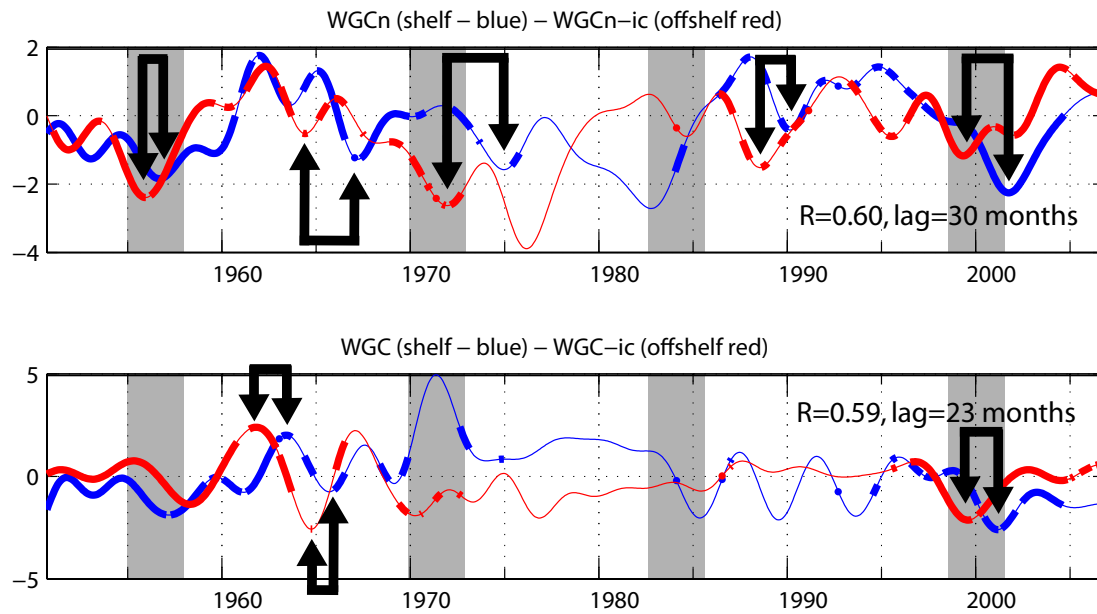 WGCn (shelf − blue) − WGCn−ic (offshelf red)
2
0
−2
−4
R=0.60, lag=30 months
1960 1970 1980 1990 2000
WGC (shelf − blue) − WGC−ic (offshelf red)
5
0
−5
R=0.59, lag=23 months
1960 1970 1980 1990 2000